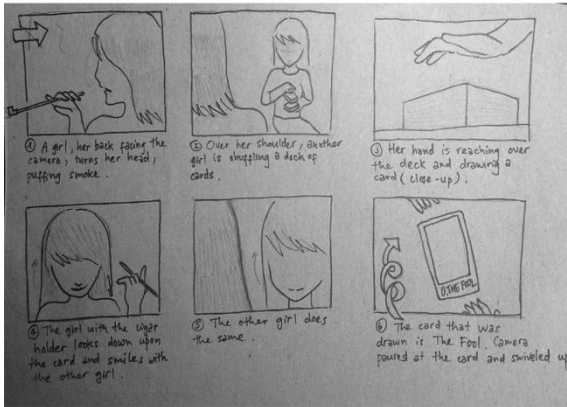 ① A girl, her back facing the
camera, turns her head,
puffing smoke.
② Over her shoulder, another
girl is shuffling a deck of
cards.
③ Her hand is reaching over
the deck and drawing a
card (close-up).
④ The girl with the cigar
holder looks down upon
the card and smiles with
the other girl.
⑤ The other girl does
the same.
0. THE FOOL
⑥ The card that was
drawn is The Fool. Camera
paused at the card and swiveled up